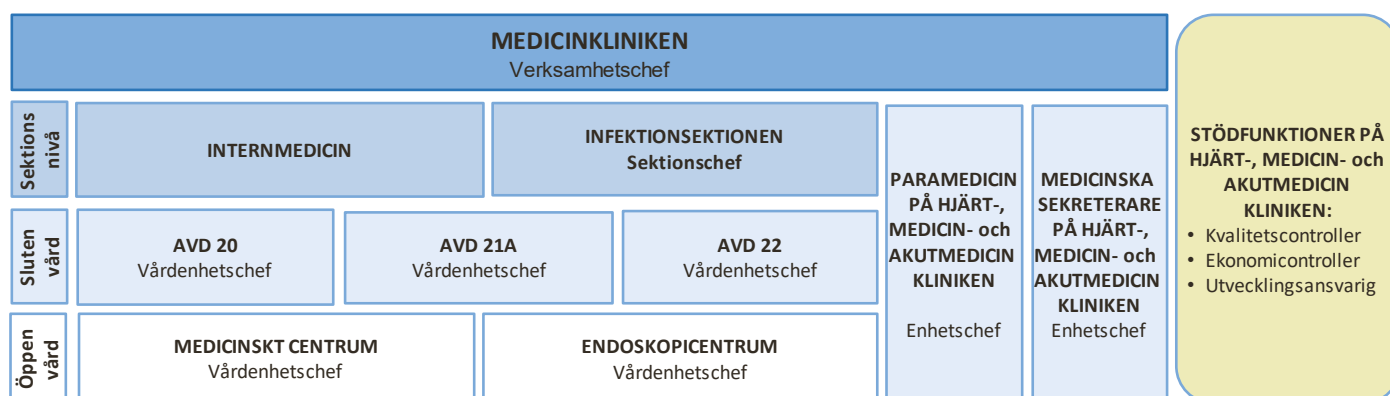 MEDICINKLINIKEN
Verksamhetschef
Sektions
nivå
INTERNMEDICIN
INFEKTIONSEKTIONEN
Sektionschef
Sluten
vård
AVD 20
Vårdenhetschef
AVD 21A
Vårdenhetschef
AVD 22
Vårdenhetschef
Öppen
vård
MEDICINSKT CENTRUM
Vårdenhetschef
ENDOSKOPICENTRUM
Vårdenhetschef
PARAMEDICIN
PÅ HJÄRT-,
MEDICIN- och
AKUTMEDICIN
KLINIKEN
Enhetschef
MEDICINSKA
SEKRETERARE
PÅ HJÄRT-,
MEDICIN- och
AKUTMEDICIN
KLINIKEN
Enhetschef
STÖDFUNKTIONER PÅ
HJÄRT-, MEDICIN- och
AKUTMEDICIN
KLINIKEN:
• Kvalitetscontroller
• Ekonomicontroller
• Utvecklingsansvarig